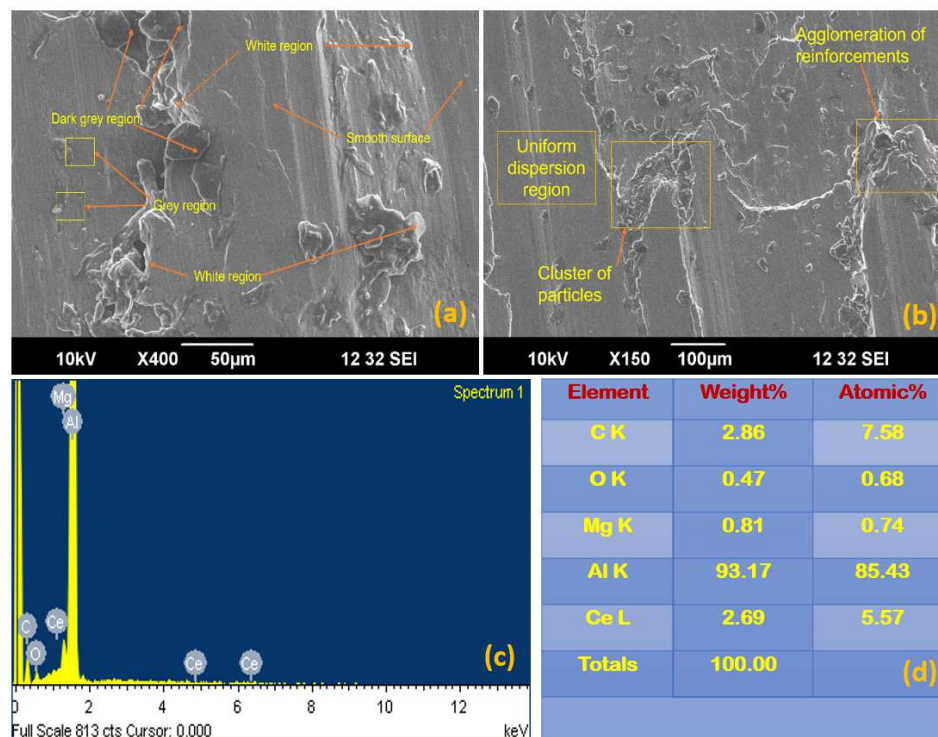 White region
Dark grey region
Smooth surface
Grey region
White region
(a)
10kV X400 50µm 12 32 SEI
Agglomeration of
reinforcements
Uniform
dispersion
region
Cluster of
particles
(b)
10kV X150 100µm 12 32 SEI
Spectrum 1
Mg
Al
C
O
Ce
Ce
Ce
(c)
0 2 4 6 8 10 12
Full Scale 813 cts Cursor: 0.000 keV
Element Weight% Atomic%
C K 2.86 7.58
O K 0.47 0.68
Mg K 0.81 0.74
Al K 93.17 85.43
Ce L 2.69 5.57
Totals 100.00
(d)